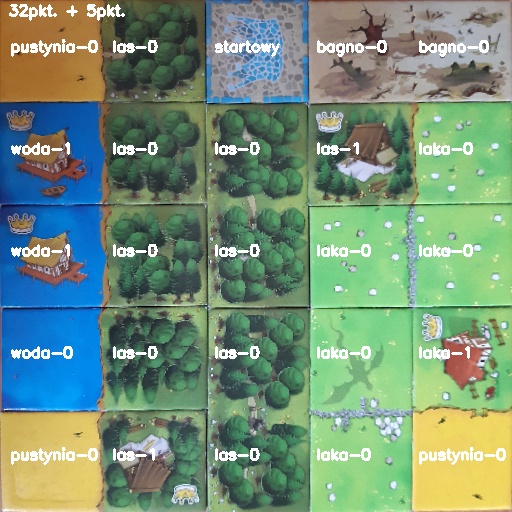 32pkt. + 5pkt.
pustynia-0 las-0 startowy bagno-0 bagno-0
woda-1 las-0 las-0 las-1 laka-0
woda-1 las-0 las-0 laka-0 laka-0
woda-0 las-0 las-0 laka-0 laka-1
pustynia-0 las-1 las-0 laka-0 pustynia-0